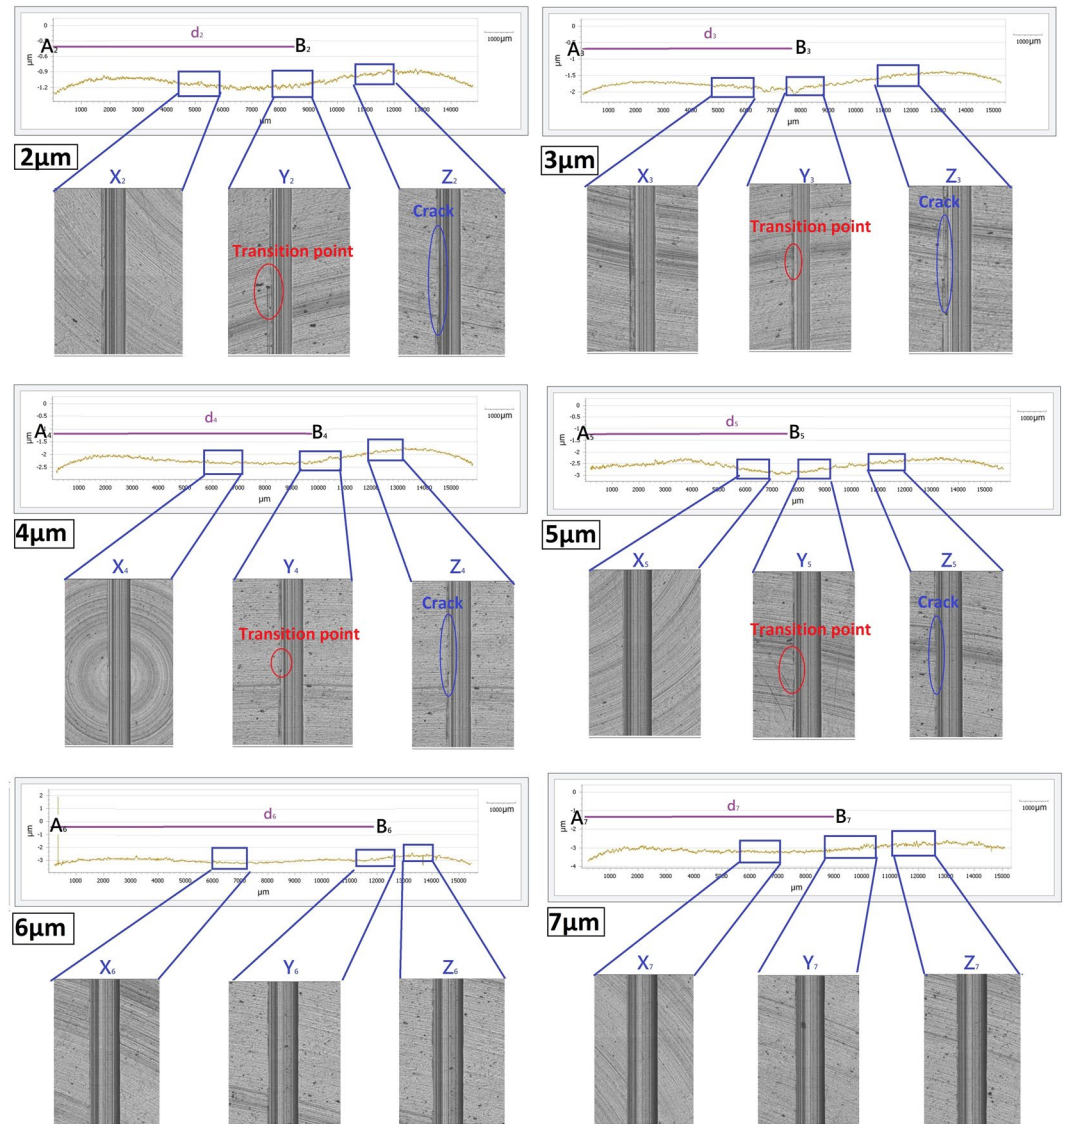 d₂
1000 µm
0
A₂
B₂
-0.6
-0.9
-1.2
µm
1000 2000 3000 4000 5000 6000 7000 8000 9000 10000 11000 12000 13000 14000
µm
2µm
X₂
Y₂
Z₂
Crack
Transition point
d₃
1000µm
0
-0.5
A₃
B₃
-1
-1.5
-2
µm
1000 2000 3000 4000 5000 6000 7000 8000 9000 10000 11000 12000 13000 14000 15000
µm
3µm
X₃
Y₃
Z₃
Crack
Transition point
0
-0.5
d₄
1000µm
A₄
B₄
-1.5
-2
-2.5
µm
1000 2000 3000 4000 5000 6000 7000 8000 9000 10000 11000 12000 13000 14000 15000
µm
4µm
X₄
Y₄
Z₄
Crack
Transition point
0
-0.5
d₅
1000µm
A₅
B₅
-1.5
-2
-2.5
-3
µm
1000 2000 3000 4000 5000 6000 7000 8000 9000 10000 11000 12000 13000 14000 15000
µm
5µm
X₅
Y₅
Z₅
Crack
Transition point
2
1
0
d₆
1000µm
A₆
B₆
-1
-2
-3
µm
1000 2000 3000 4000 5000 6000 7000 8000 9000 10000 11000 12000 13000 14000 15000
µm
6µm
X₆
Y₆
Z₆
0
-1
d₇
1000µm
A₇
B₇
-2
-3
-4
µm
1000 2000 3000 4000 5000 6000 7000 8000 9000 10000 11000 12000 13000 14000 15000
µm
7µm
X₇
Y₇
Z₇